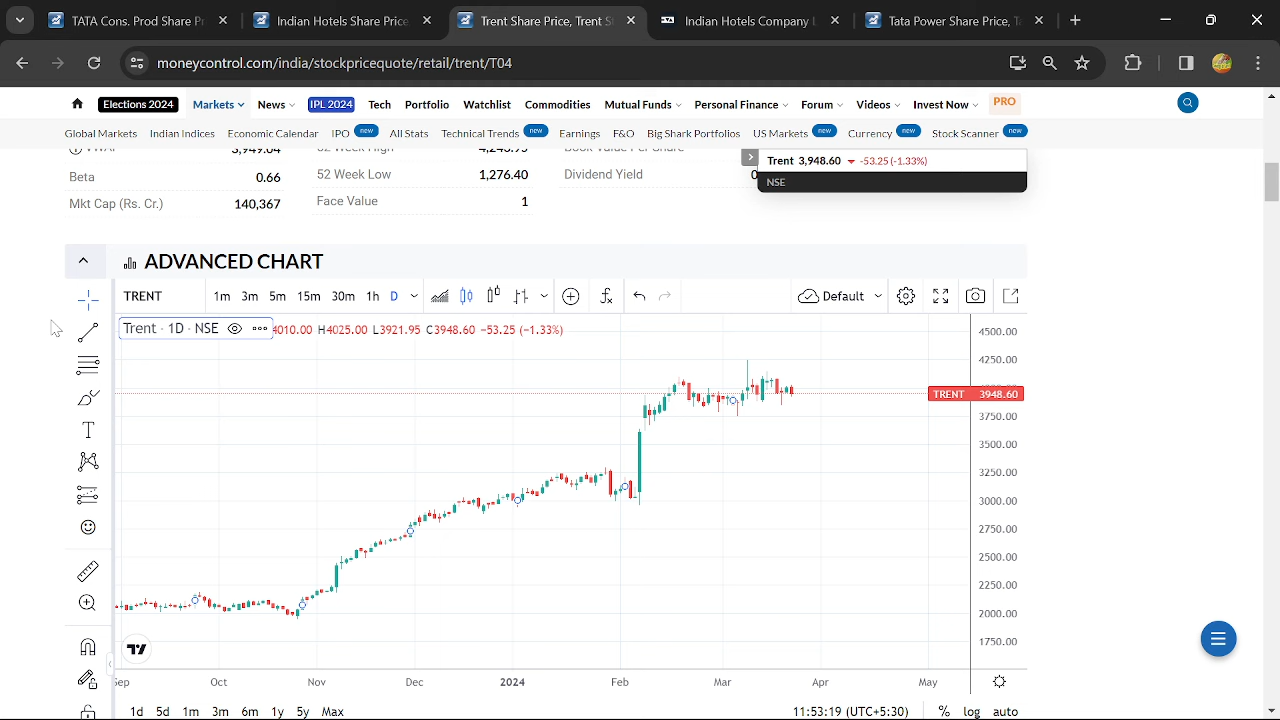 TATA Cons. Prod Share P
Indian Hotels Share Price
Trent Share Price, Trent S
Indian Hotels Company
Tata Power Share Price, T
moneycontrol.com/india/stockpricequote/retail/trent/T04
Elections 2024
Markets
News
IPL 2024
Tech
Portfolio
Watchlist
Commodities
Mutual Funds
Personal Finance
Forum
Videos
Invest Now
PRO
Global Markets
Indian Indices
Economic Calendar
IPO new
All Stats
Technical Trends new
Earnings
F&O
Big Shark Portfolios
US Markets new
Currency new
Stock Scanner new
Beta 0.66
Mkt Cap (Rs. Cr.) 140,367
52 Week Low 1,276.40
Face Value 1
Dividend Yield
Trent 3,948.60 -53.25 (-1.33%)
NSE
ADVANCED CHART
TRENT 1m 3m 5m 15m 30m 1h D Default
Trent · 1D · NSE 4010.00 H4025.00 L3921.95 C3948.60 −53.25 (−1.33%)
4500.00
4250.00
TRENT 3948.60
3750.00
3500.00
3250.00
3000.00
2750.00
2500.00
2250.00
2000.00
1750.00
Sep Oct Nov Dec 2024 Feb Mar Apr May
1d 5d 1m 3m 6m 1y 5y Max 11:53:19 (UTC+5:30) % log auto